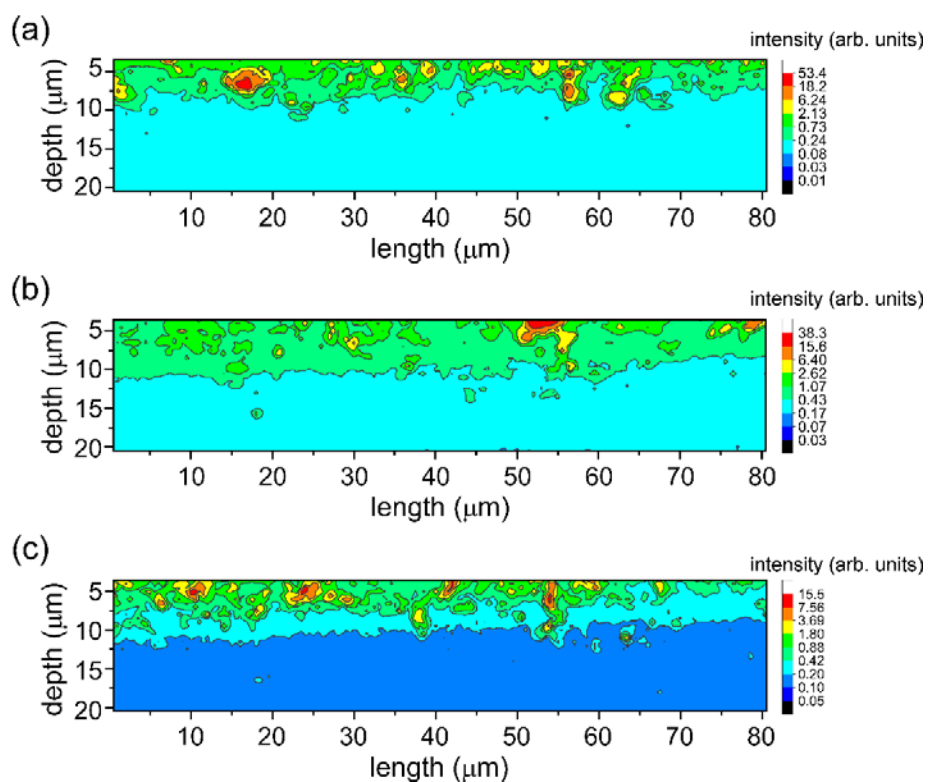 (a)
intensity (arb. units)
53.4
18.2
6.24
2.13
0.73
0.24
0.08
0.03
0.01
depth (μm)
5
10
15
20
10 20 30 40 50 60 70 80
length (μm)
(b)
intensity (arb. units)
38.3
15.6
6.40
2.62
1.07
0.43
0.17
0.07
0.03
depth (μm)
5
10
15
20
10 20 30 40 50 60 70 80
length (μm)
(c)
intensity (arb. units)
15.5
7.56
3.69
1.80
0.88
0.42
0.20
0.10
0.05
depth (μm)
5
10
15
20
10 20 30 40 50 60 70 80
length (μm)